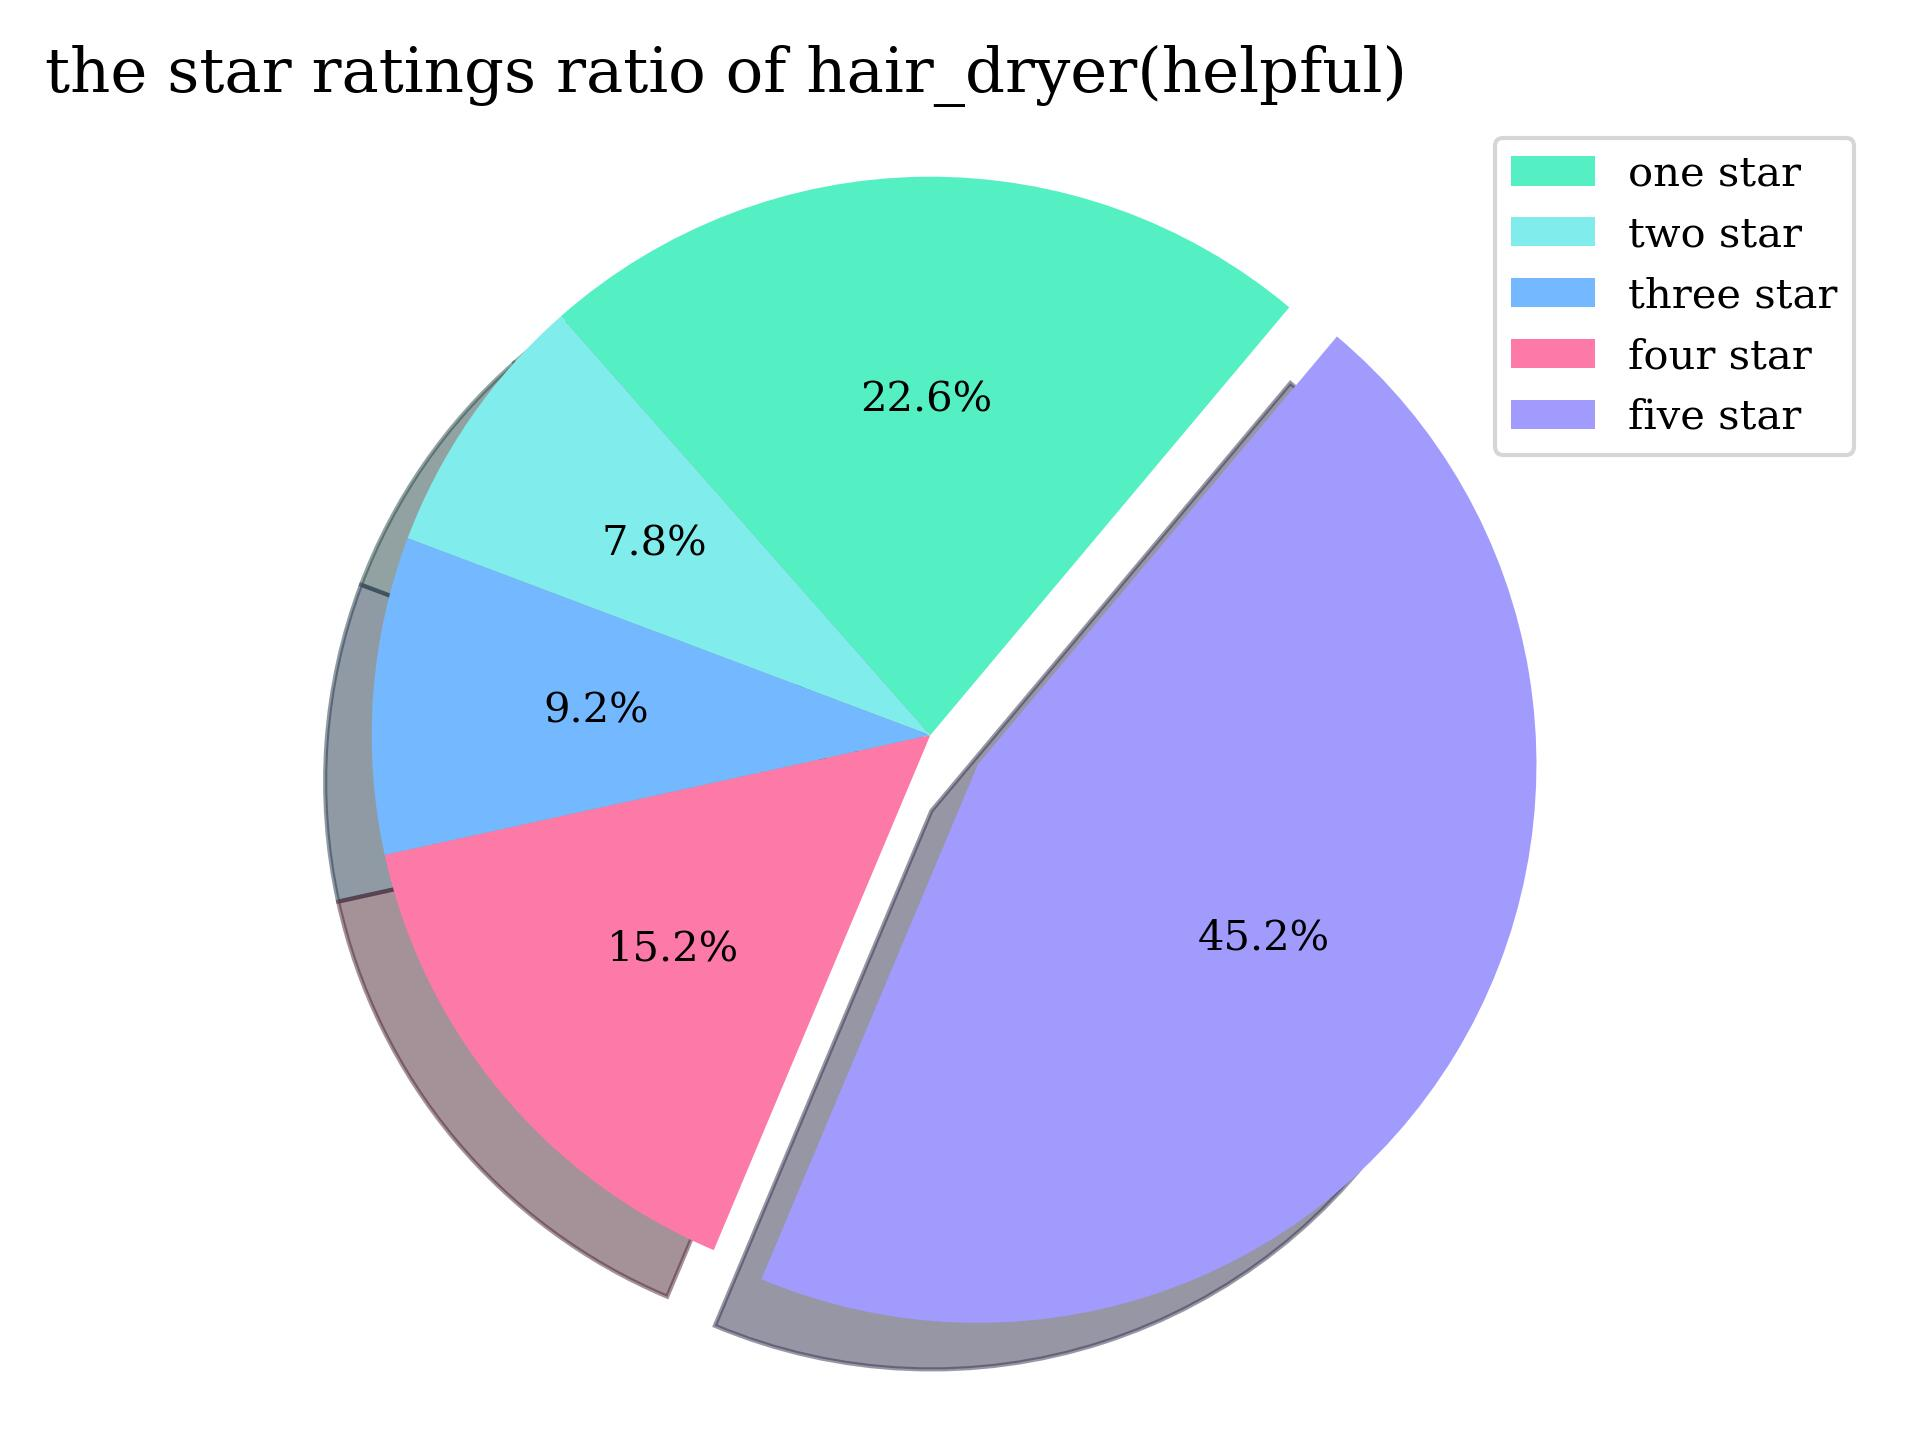 the star ratings ratio of hair_dryer(helpful)
one star
two star
three star
four star
five star
22.6%
7.8%
9.2%
15.2%
45.2%